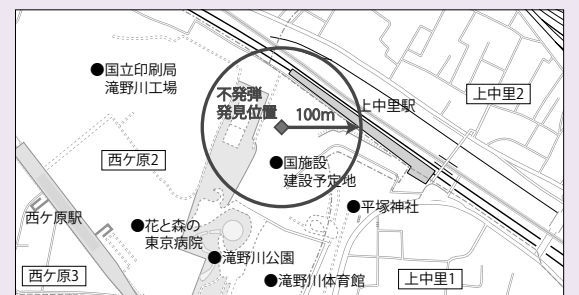 ●国立印刷局
滝野川工場
不発弾
発見位置
100m
上中里駅
上中里2
西ケ原2
●国施設
建設予定地
●平塚神社
西ケ原駅
●花と森の
東京病院
●滝野川公園
西ケ原3
●滝野川体育館
上中里1